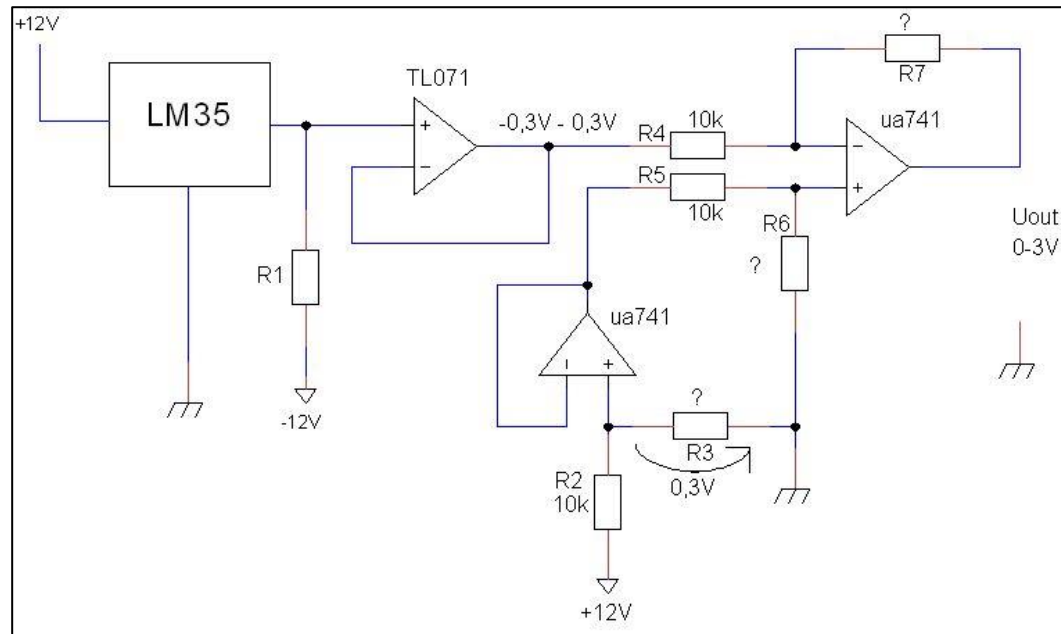 +12V
LM35
TL071
+
-
-0,3V - 0,3V
R1
-12V
R4
10k
R5
10k
?
R7
ua741
-
+
R6
?
Uout
0-3V
ua741
-
+
?
R3
0,3V
R2
10k
+12V